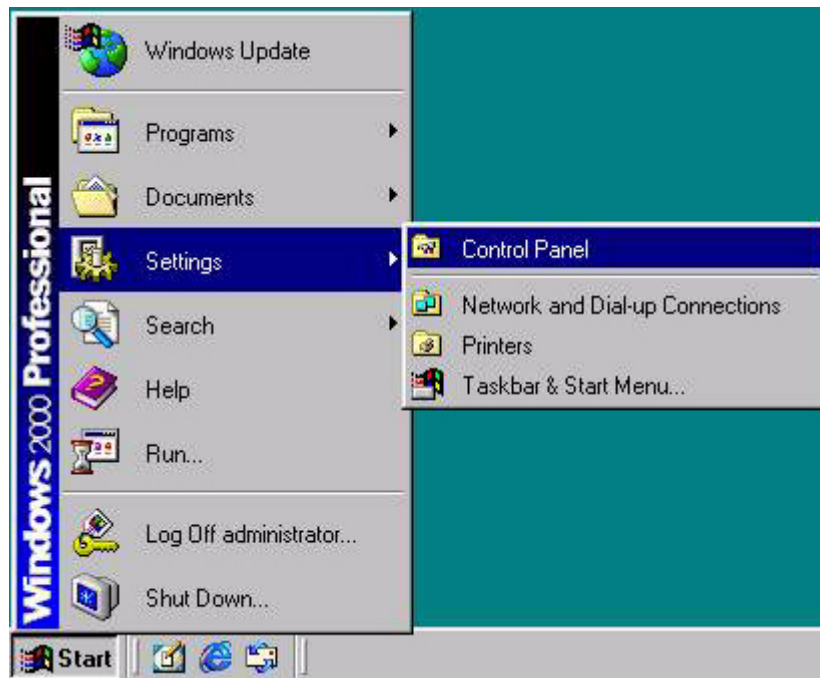 Windows 2000 Professional
Windows Update
Programs
Documents
Settings
Search
Help
Run...
Log Off administrator...
Shut Down...
Control Panel
Network and Dial-up Connections
Printers
Taskbar & Start Menu...
Start